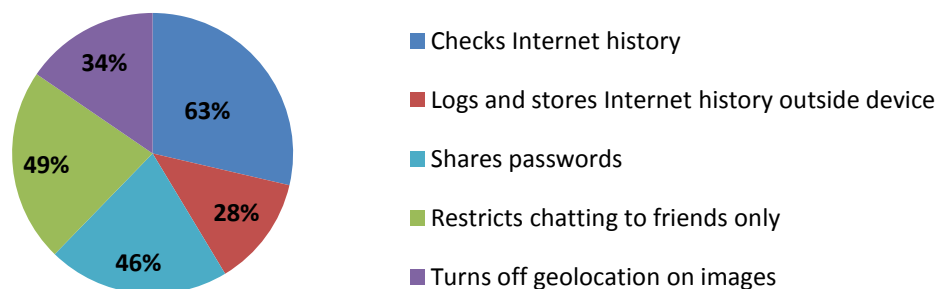 34%
63%
49%
28%
46%
Checks Internet history
Logs and stores Internet history outside device
Shares passwords
Restricts chatting to friends only
Turns off geolocation on images